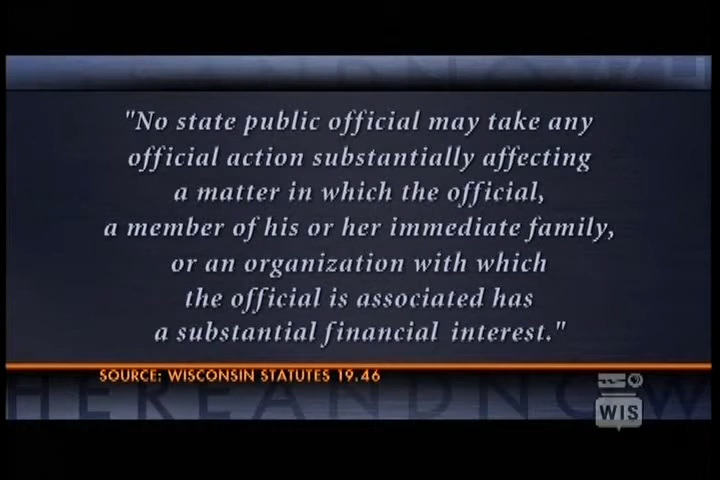 "No state public official may take any
official action substantially affecting
a matter in which the official,
a member of his or her immediate family,
or an organization with which
the official is associated has
a substantial financial interest."
SOURCE: WISCONSIN STATUTES 19.46
HEREANDNOW
WIS